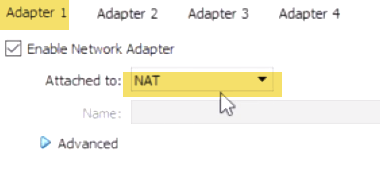 Adapter 1 Adapter 2 Adapter 3 Adapter 4
Enable Network Adapter
Attached to: NAT
Name:
Advanced